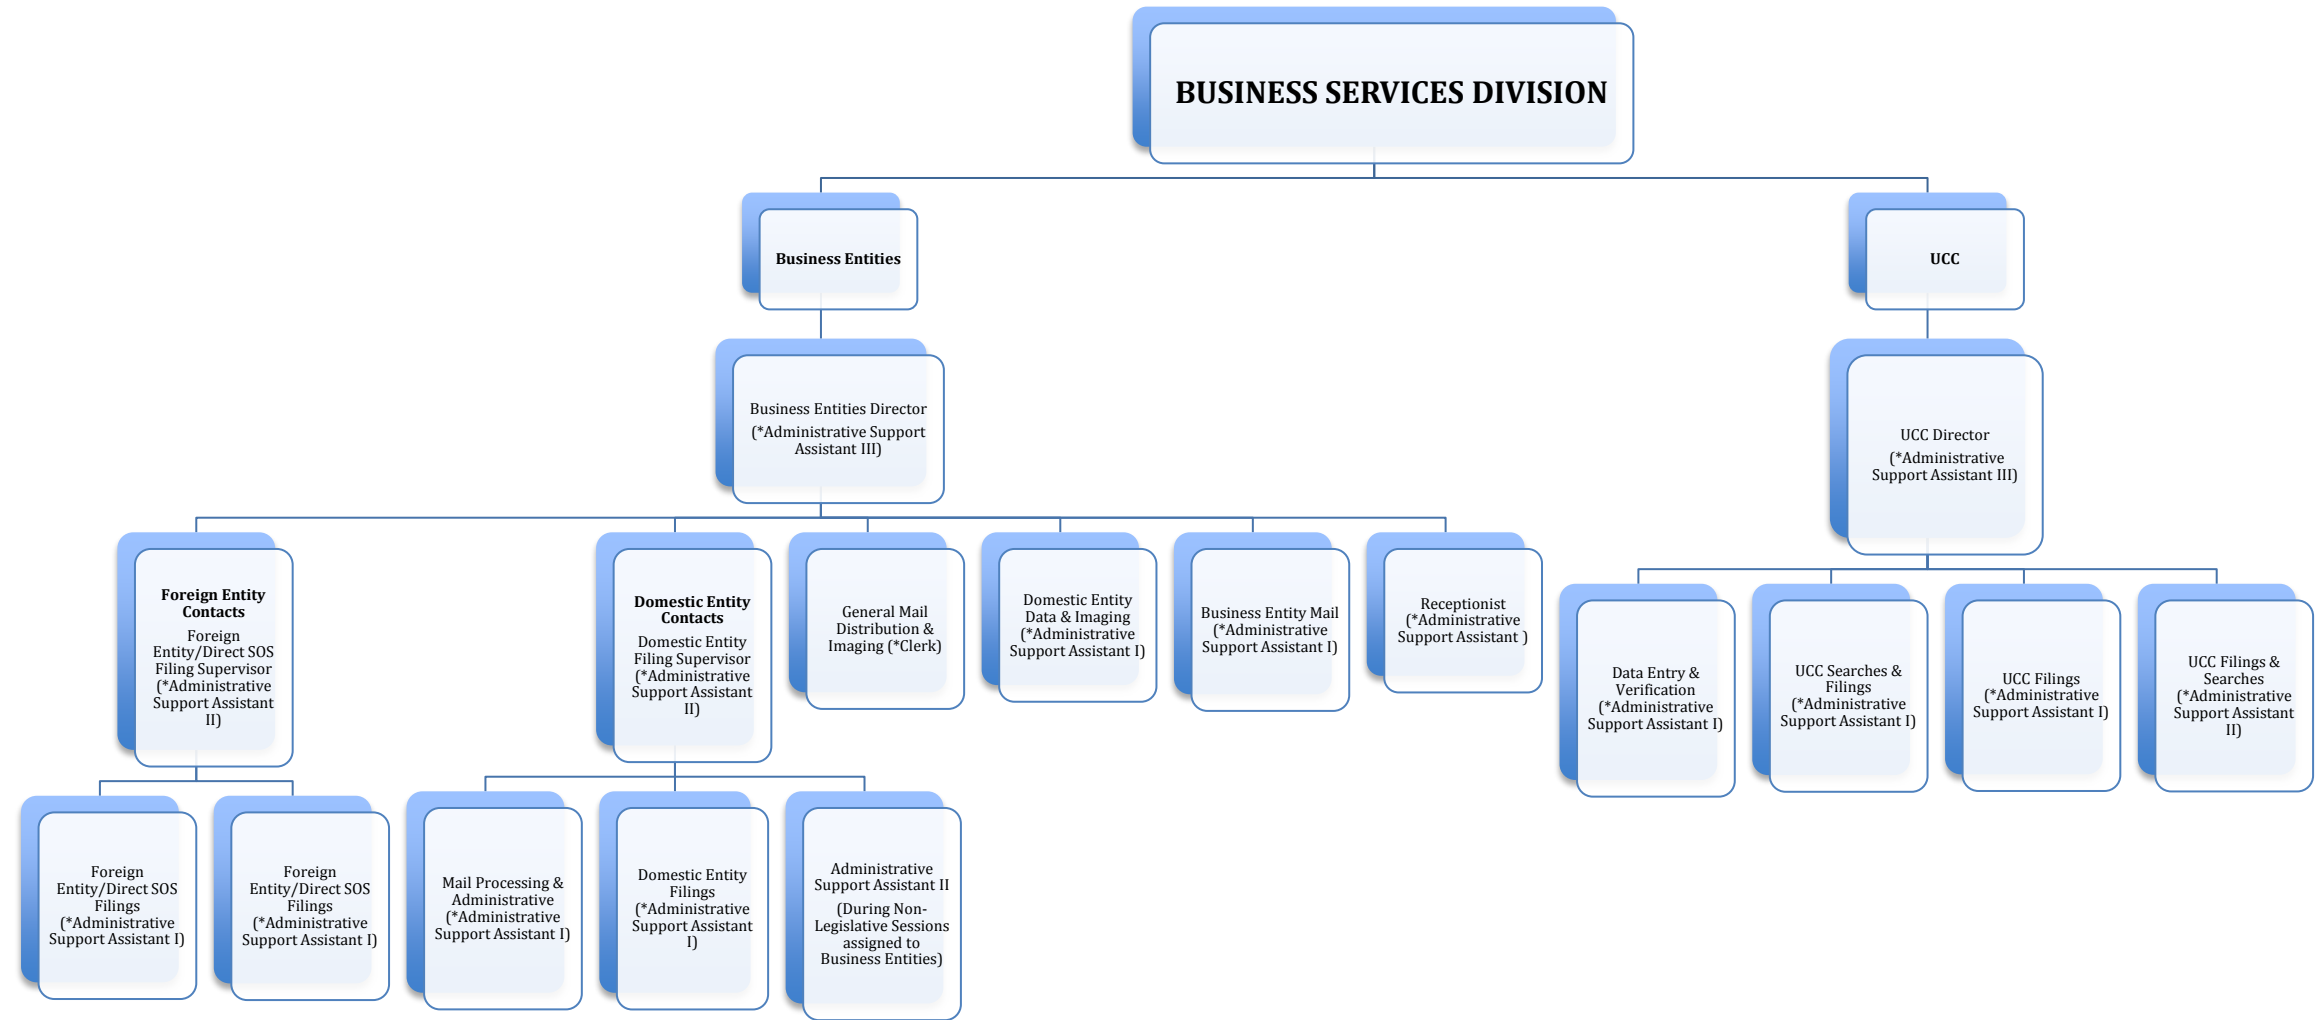 BUSINESS SERVICES DIVISION
Business Entities
UCC
Business Entities Director
(*Administrative Support
Assistant III)
UCC Director
(*Administrative
Support Assistant III)
Foreign Entity
Contacts
Foreign
Entity/Direct SOS
Filing Supervisor
(*Administrative
Support Assistant
II)
Domestic Entity
Contacts
Domestic Entity
Filing Supervisor
(*Administrative
Support Assistant
II)
General Mail
Distribution &
Imaging (*Clerk)
Domestic Entity
Data & Imaging
(*Administrative
Support Assistant I)
Business Entity Mail
(*Administrative
Support Assistant I)
Receptionist
(*Administrative
Support Assistant )
Data Entry &
Verification
(*Administrative
Support Assistant I)
UCC Searches &
Filings
(*Administrative
Support Assistant I)
UCC Filings
(*Administrative
Support Assistant I)
UCC Filings &
Searches
(*Administrative
Support Assistant
II)
Foreign
Entity/Direct SOS
Filings
(*Administrative
Support Assistant I)
Foreign
Entity/Direct SOS
Filings
(*Administrative
Support Assistant I)
Mail Processing &
Administrative
(*Administrative
Support Assistant I)
Domestic Entity
Filings
(*Administrative
Support Assistant
I)
Administrative
Support Assistant II
(During Non-
Legislative Sessions
assigned to
Business Entities)